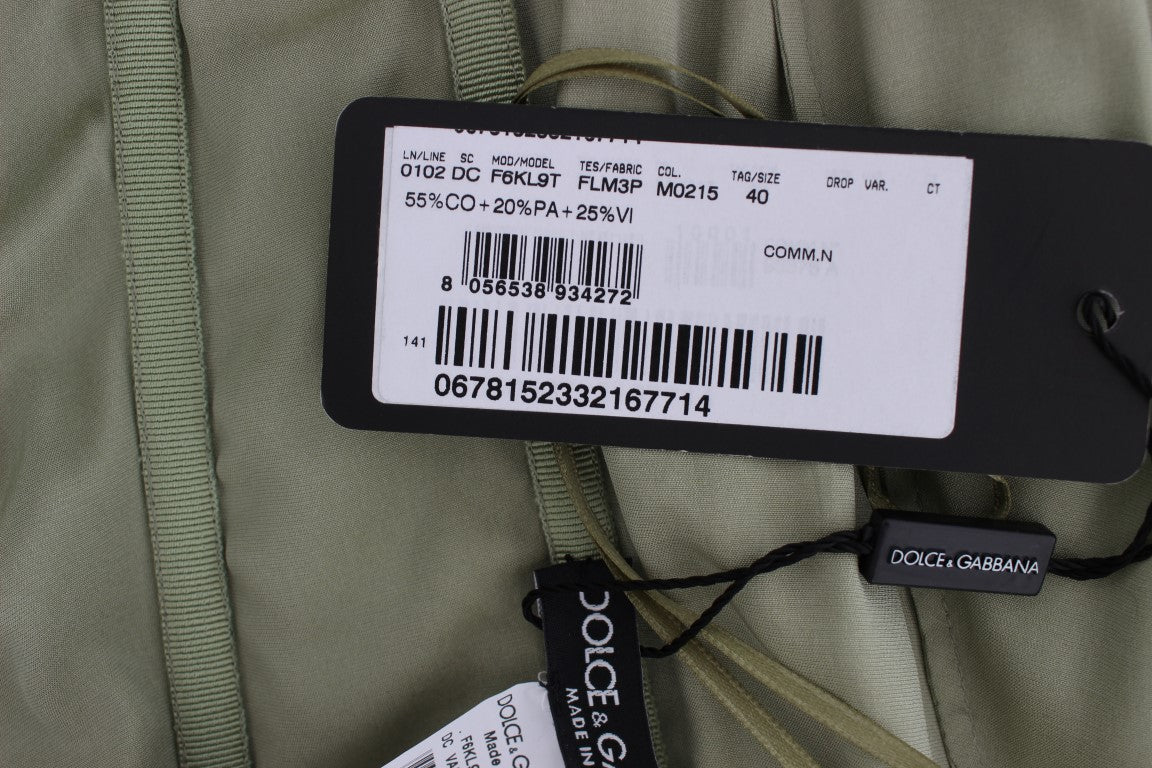 LN/LINE SC MOD/MODEL TES/FABRIC COL. TAG/SIZE DROP VAR. CT
0102 DC F6KL9T FLM3P M0215 40
55%CO+20%PA+25%VI
COMM.N
8 056538 934272
141
0678152332167714
DOLCE&GABBANA
DOLCE & GA
MADE IN
DOLCE & G
Made
F6KL9
DC VA